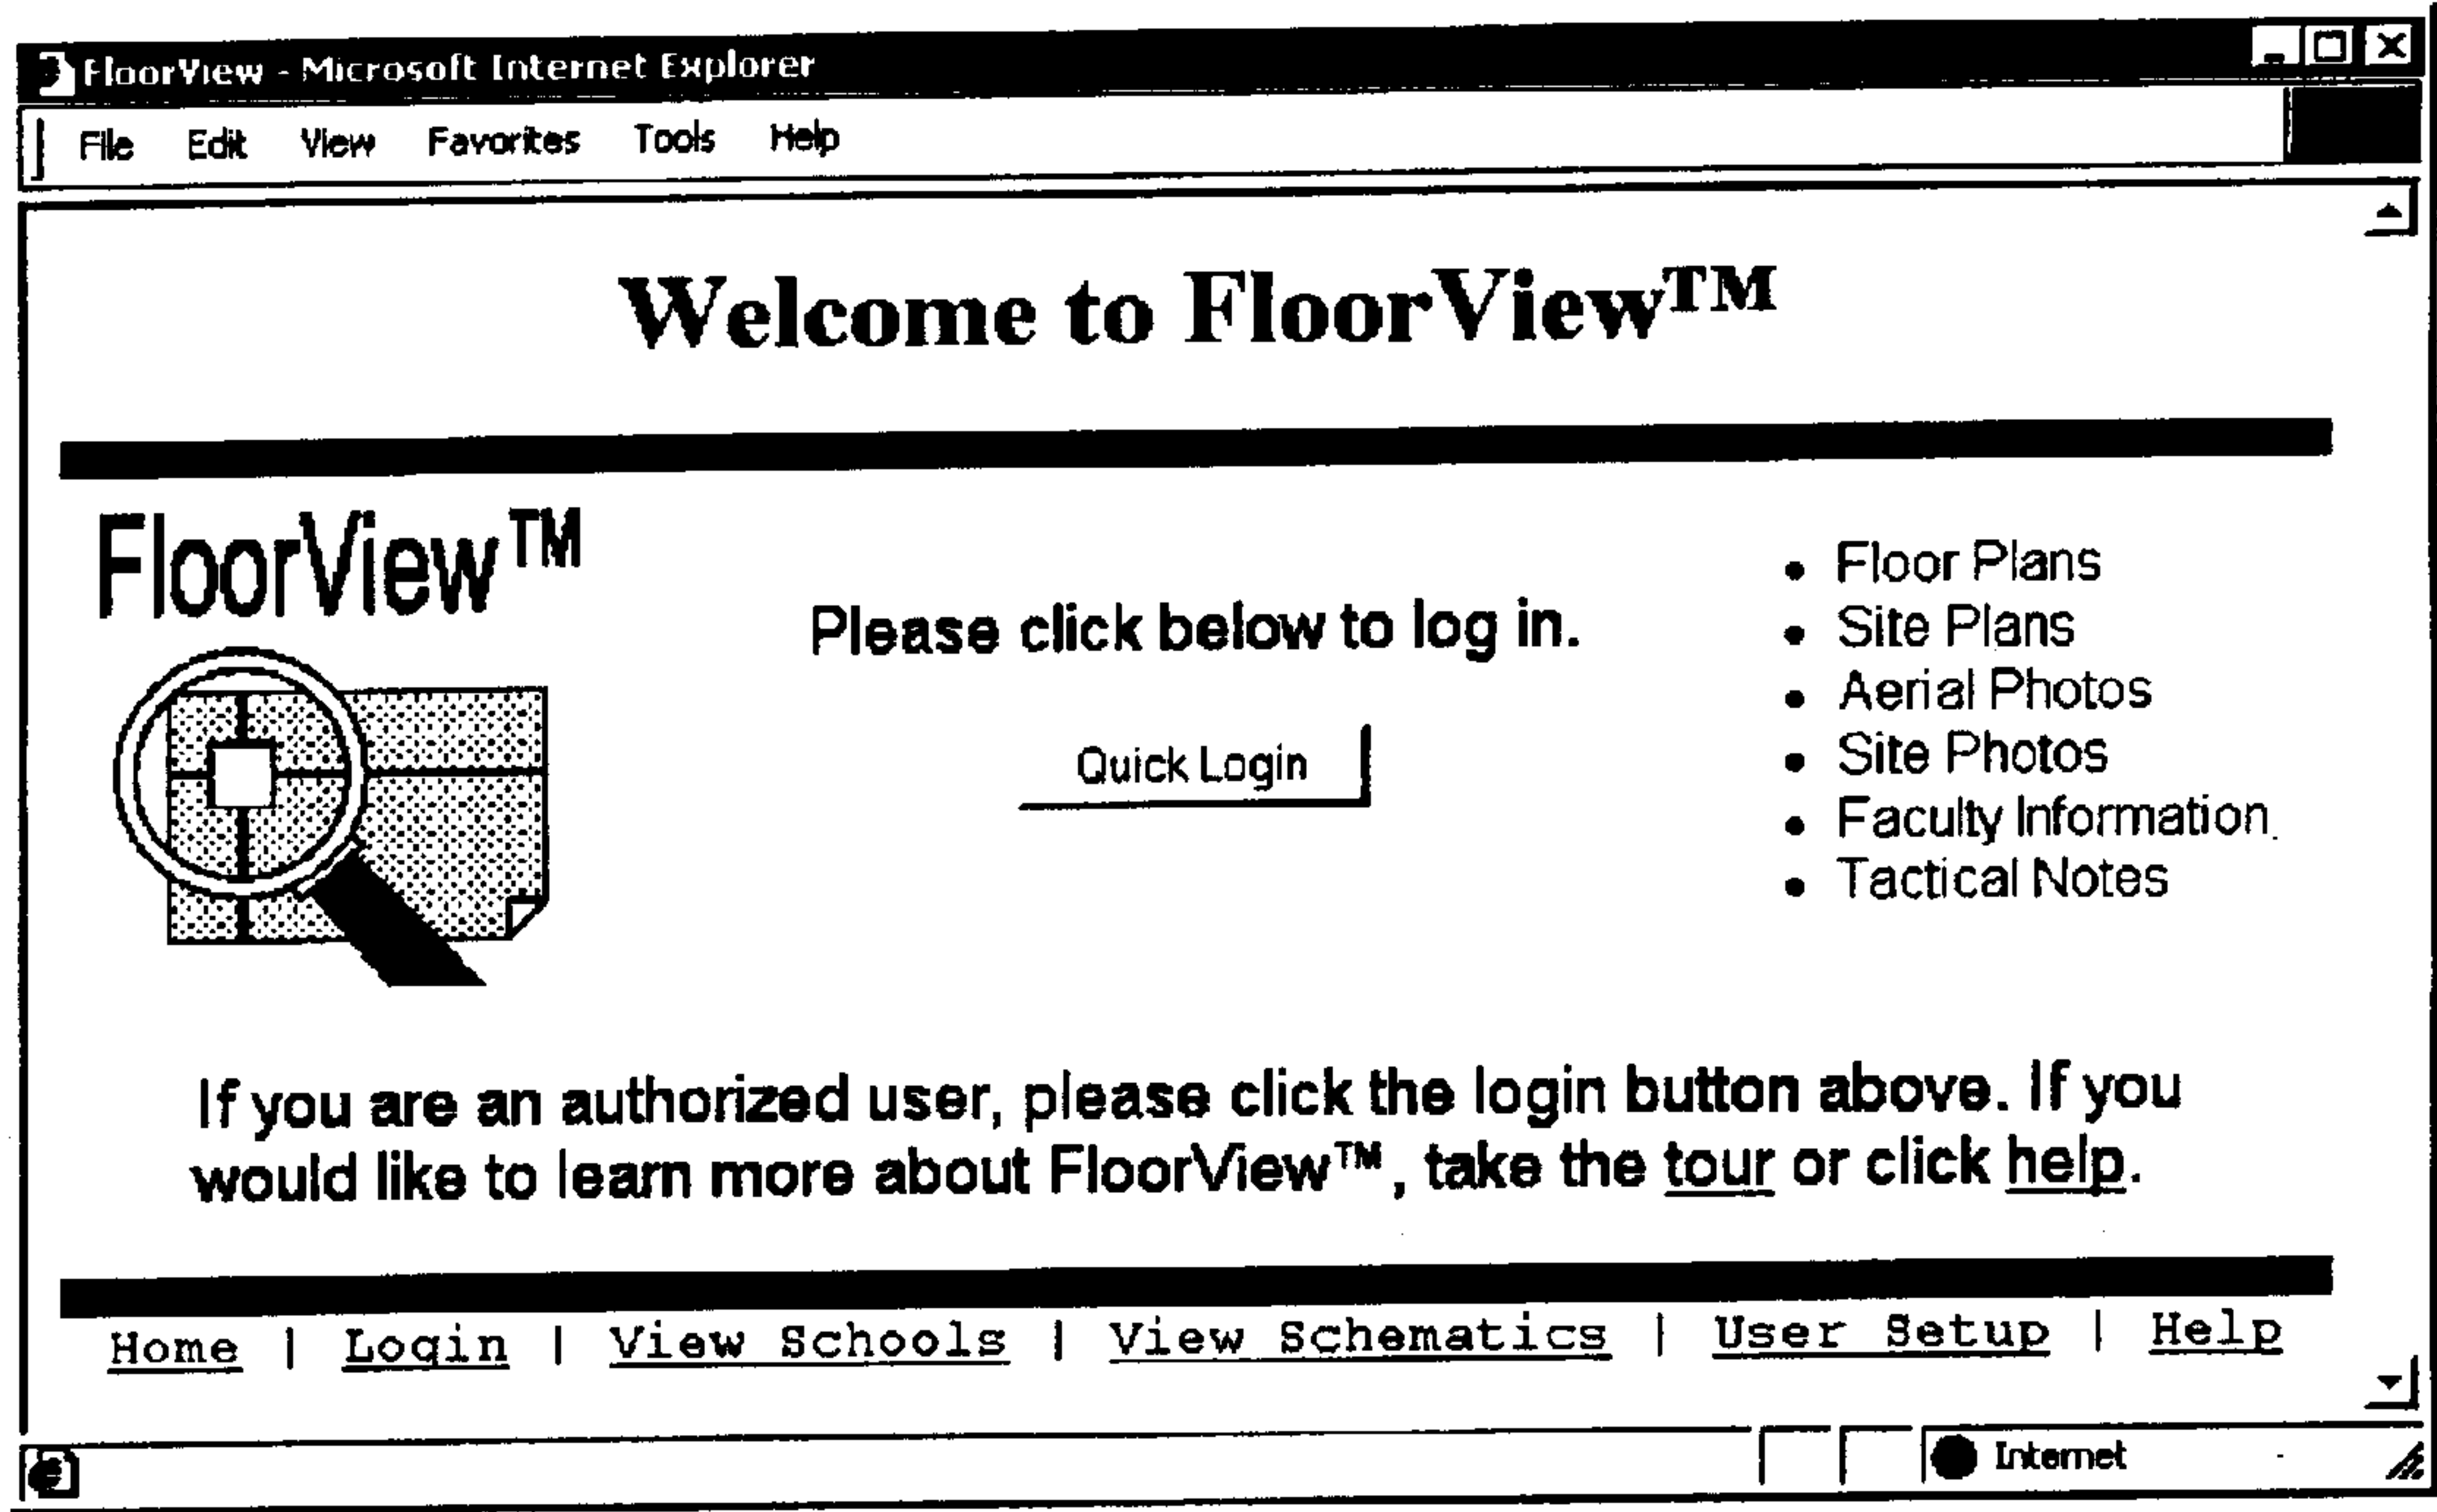 FloorView - Microsoft Internet Explorer
File Edit View Favorites Tools Help
Welcome to FloorView™
FloorView™
Please click below to log in.
Quick Login
• Floor Plans
• Site Plans
• Aerial Photos
• Site Photos
• Faculty Information
• Tactical Notes
If you are an authorized user, please click the login button above. If you
would like to learn more about FloorView™, take the tour or click help.
Home | Login | View Schools | View Schematics | User Setup | Help
Internet